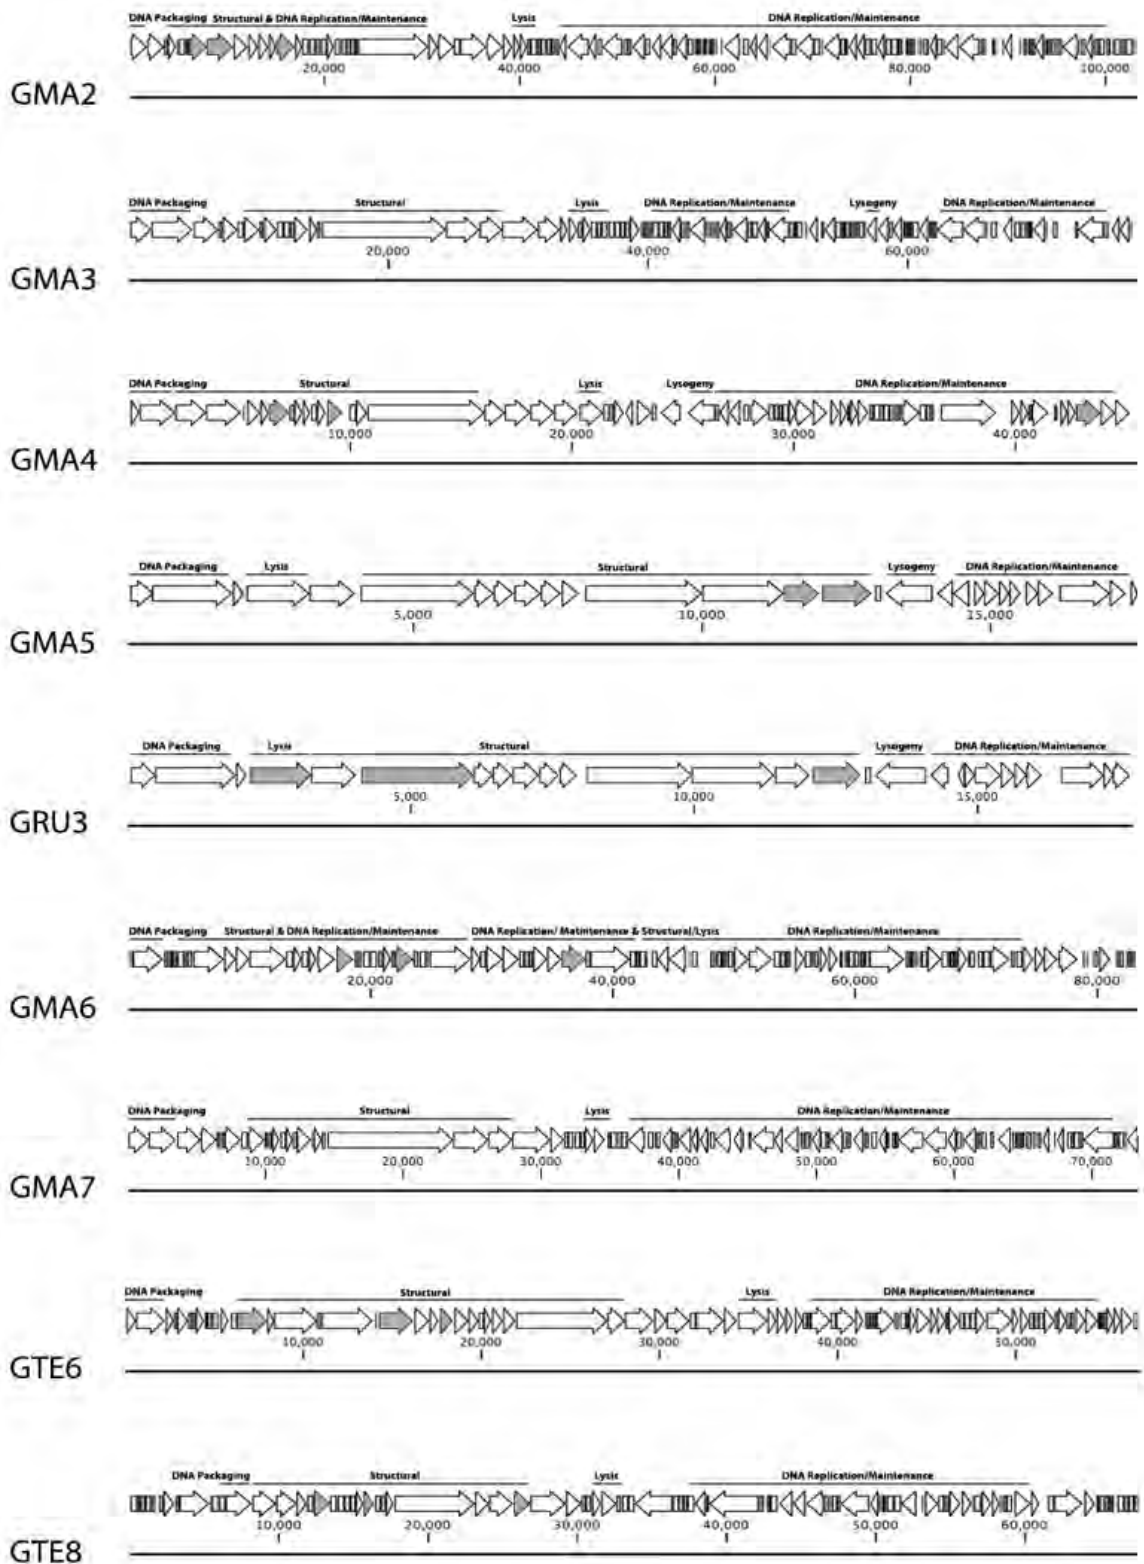 DNA Packaging Structural & DNA Replication/Maintenance Lysis DNA Replication/Maintenance
20,000 40,000 60,000 80,000 100,000
GMA2
DNA Packaging Structural Lysis DNA Replication/Maintenance Lysogeny DNA Replication/Maintenance
20,000 40,000 60,000
GMA3
DNA Packaging Structural Lysis Lysogeny DNA Replication/Maintenance
10,000 20,000 30,000 40,000
GMA4
DNA Packaging Lysis Structural Lysogeny DNA Replication/Maintenance
5,000 10,000 15,000
GMA5
DNA Packaging Lysis Structural Lysogeny DNA Replication/Maintenance
5,000 10,000 15,000
GRU3
DNA Packaging Structural & DNA Replication/Maintenance DNA Replication/ Matintenance & Structural/Lysis DNA Replication/Maintenance
20,000 40,000 60,000 80,000
GMA6
DNA Packaging Structural Lysis DNA Replication/Maintenance
10,000 20,000 30,000 40,000 50,000 60,000 70,000
GMA7
DNA Packaging Structural Lysis DNA Replication/Maintenance
10,000 20,000 30,000 40,000 50,000
GTE6
DNA Packaging Structural Lysis DNA Replication/Maintenance
10,000 20,000 30,000 40,000 50,000 60,000
GTE8